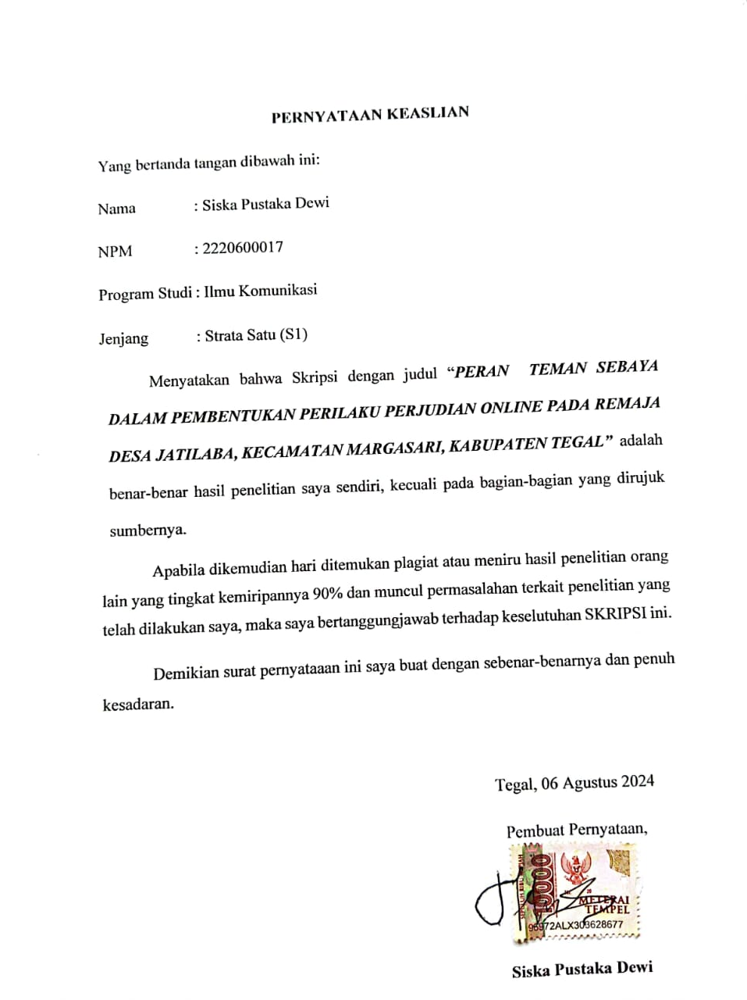 PERNYATAAN KEASLIAN
Yang bertanda tangan dibawah ini:
Nama : Siska Pustaka Dewi
NPM : 2220600017
Program Studi : Ilmu Komunikasi
Jenjang : Strata Satu (S1)
Menyatakan bahwa Skripsi dengan judul “PERAN TEMAN SEBAYA
DALAM PEMBENTUKAN PERILAKU PERJUDIAN ONLINE PADA REMAJA
DESA JATILABA, KECAMATAN MARGASARI, KABUPATEN TEGAL” adalah
benar-benar hasil penelitian saya sendiri, kecuali pada bagian-bagian yang dirujuk
sumbernya.
Apabila dikemudian hari ditemukan plagiat atau meniru hasil penelitian orang
lain yang tingkat kemiripannya 90% dan muncul permasalahan terkait penelitian yang
telah dilakukan saya, maka saya bertanggungjawab terhadap keselutuhan SKRIPSI ini.
Demikian surat pernyataaan ini saya buat dengan sebenar-benarnya dan penuh
kesadaran.
Tegal, 06 Agustus 2024
Pembuat Pernyataan,
10000
METERAI
TEMPEL
Siska Pustaka Dewi